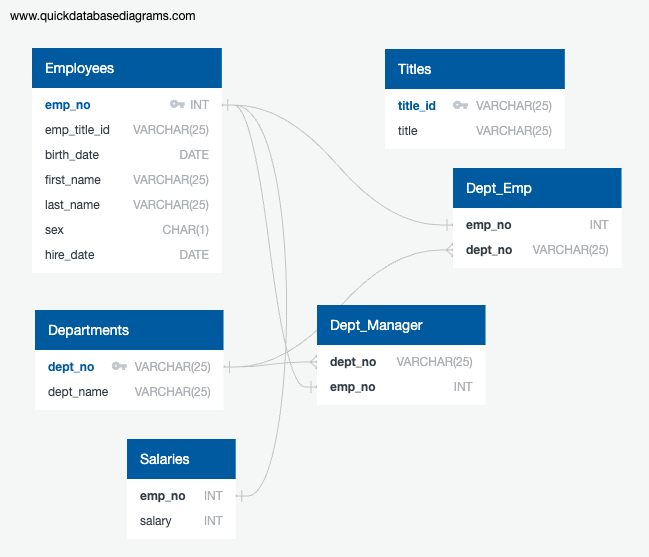 www.quickdatabasediagrams.com
Employees
emp_no INT
emp_title_id VARCHAR(25)
birth_date DATE
first_name VARCHAR(25)
last_name VARCHAR(25)
sex CHAR(1)
hire_date DATE
Titles
title_id VARCHAR(25)
title VARCHAR(25)
Dept_Emp
emp_no INT
dept_no VARCHAR(25)
Departments
dept_no VARCHAR(25)
dept_name VARCHAR(25)
Dept_Manager
dept_no VARCHAR(25)
emp_no INT
Salaries
emp_no INT
salary INT